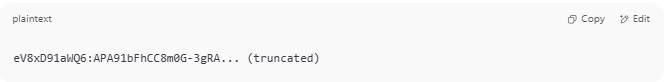 plaintext
Copy
Edit
eV8xD91aWQ6:APA91bFhCC8m0G-3gRA... (truncated)